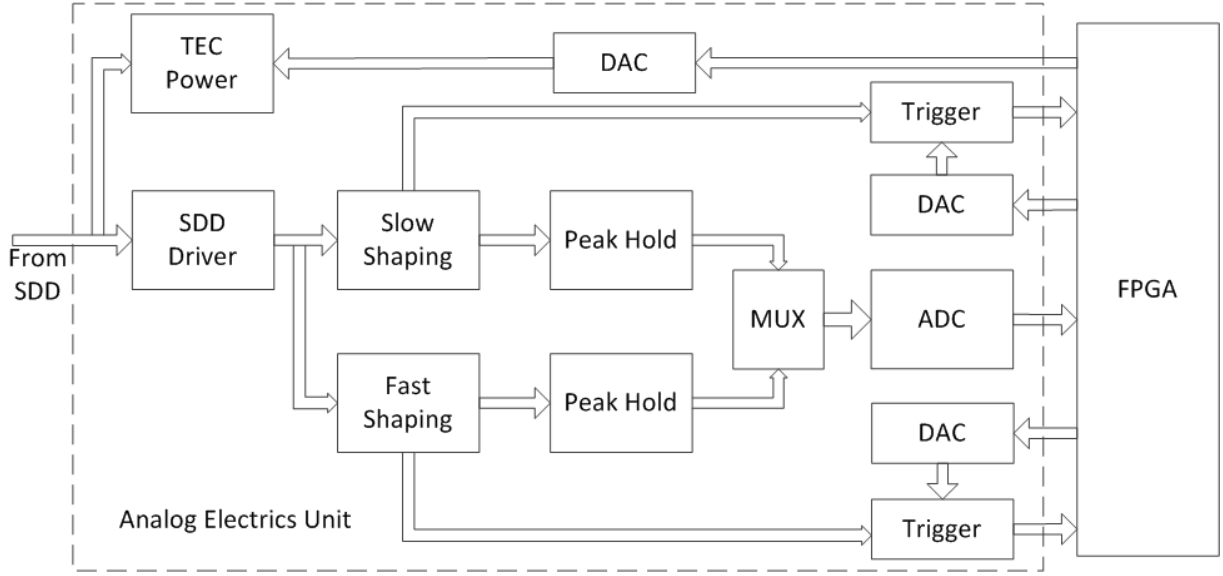 TEC
Power
DAC
Trigger
SDD
Driver
Slow
Shaping
Peak Hold
DAC
From
SDD
MUX
ADC
FPGA
Fast
Shaping
Peak Hold
DAC
Analog Electrics Unit
Trigger